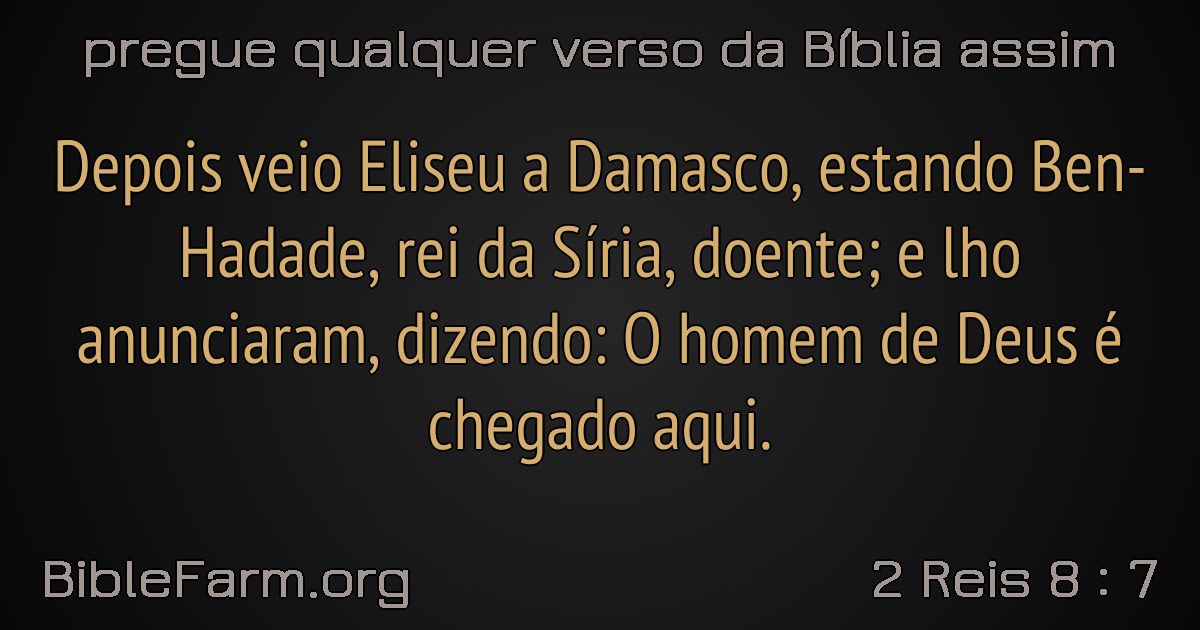 pregue qualquer verso da Bíblia assim
Depois veio Eliseu a Damasco, estando Ben-
Hadade, rei da Síria, doente; e lho
anunciaram, dizendo: O homem de Deus é
chegado aqui.
BibleFarm.org
2 Reis 8 : 7